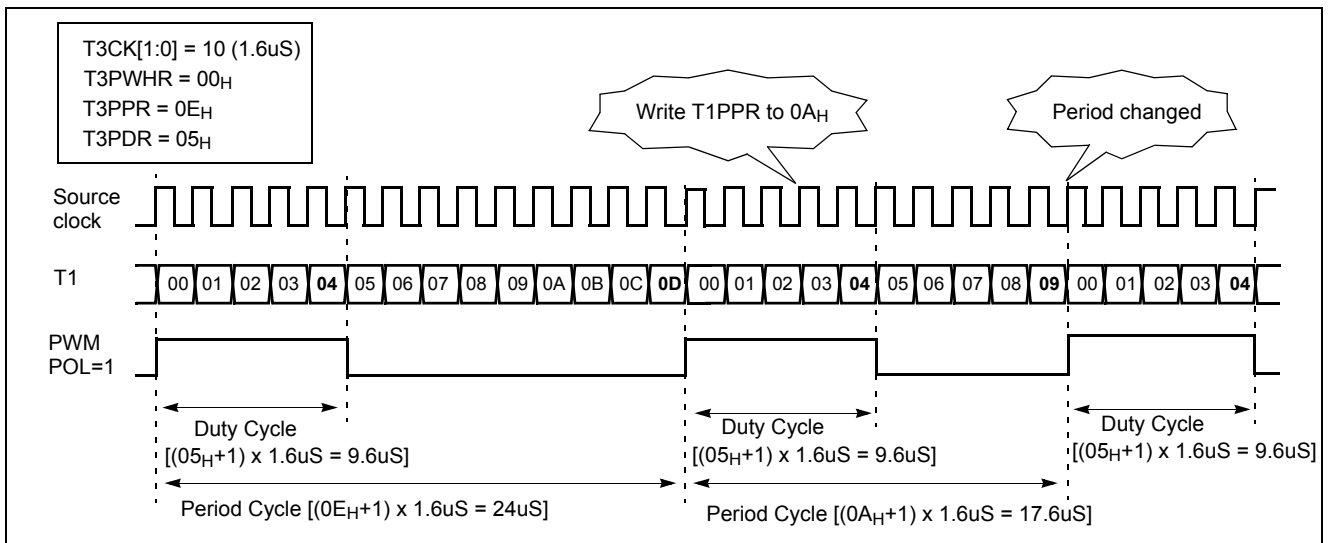 T3CK[1:0] = 10 (1.6uS)
T3PWHR = 00H
T3PPR = 0EH
T3PDR = 05H
Write T1PPR to 0AH
Period changed
Source
clock
T1
00 01 02 03 04 05 06 07 08 09 0A 0B 0C 0D 00 01 02 03 04 05 06 07 08 09 00 01 02 03 04
PWM
POL=1
Duty Cycle
[(05H+1) x 1.6uS = 9.6uS]
Duty Cycle
[(05H+1) x 1.6uS = 9.6uS]
Duty Cycle
[(05H+1) x 1.6uS = 9.6uS]
Period Cycle [(0EH+1) x 1.6uS = 24uS]
Period Cycle [(0AH+1) x 1.6uS = 17.6uS]